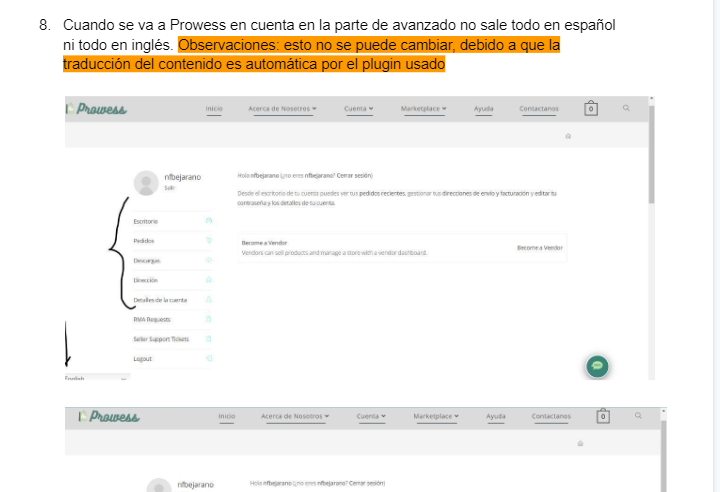 8. Cuando se va a Prowess en cuenta en la parte de avanzado no sale todo en español
ni todo en inglés. Observaciones: esto no se puede cambiar, debido a que la
traducción del contenido es automática por el plugin usado
Prowess
Inicio Acerca de Nosotros Cuenta Marketplace Ayuda Contactanos 0
nfbejarano
Salir
Hola nfbejarano (¿no eres nfbejarano? Cerrar sesión)
Desde el escritorio de tu cuenta puedes ver tus pedidos recientes, gestionar tus direcciones de envío y facturación y editar tu
contraseña y los detalles de tu cuenta.
Escritorio
Pedidos
Descargas
Dirección
Detalles de la cuenta
RMA Requests
Seller Support Tickets
Logout
Become a Vendor
Vendors can sell products and manage a store with a vendor dashboard.
Become a Vendor
English
Prowess
Inicio Acerca de Nosotros Cuenta Marketplace Ayuda Contactanos 0
nfbejarano
Hola nfbejarano (¿no eres nfbejarano? Cerrar sesión)